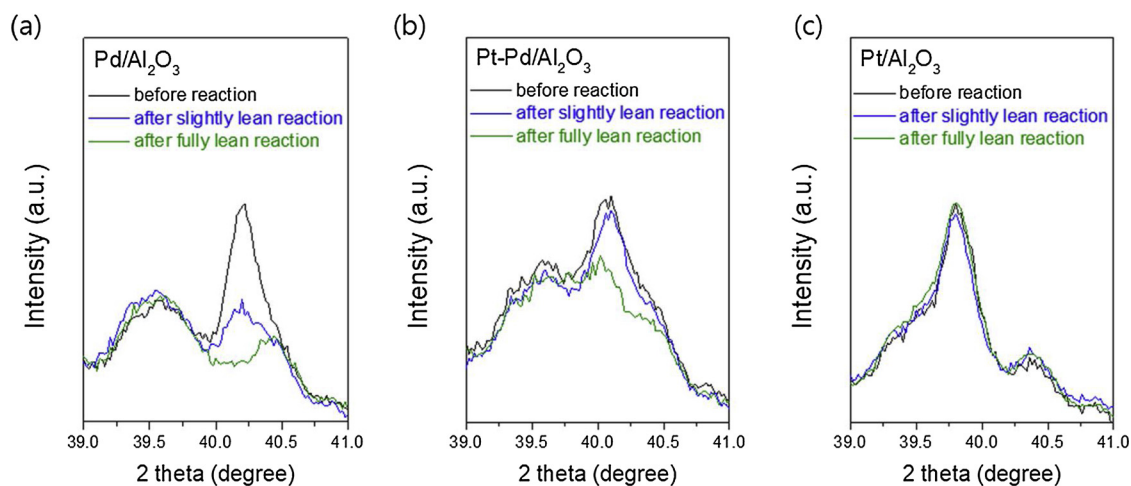 (a)
Pd/Al₂O₃
before reaction
after slightly lean reaction
after fully lean reaction
Intensity (a.u.)
39.0 39.5 40.0 40.5 41.0
2 theta (degree)
(b)
Pt-Pd/Al₂O₃
before reaction
after slightly lean reaction
after fully lean reaction
Intensity (a.u.)
39.0 39.5 40.0 40.5 41.0
2 theta (degree)
(c)
Pt/Al₂O₃
before reaction
after slightly lean reaction
after fully lean reaction
Intensity (a.u.)
39.0 39.5 40.0 40.5 41.0
2 theta (degree)